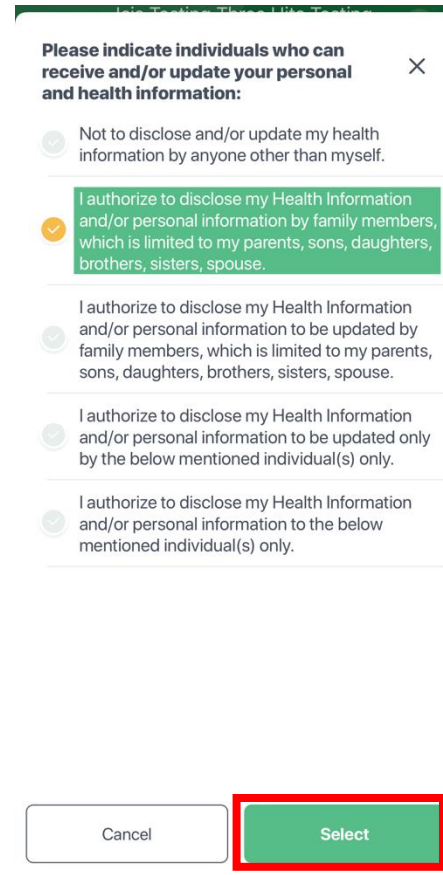 Please indicate individuals who can
receive and/or update your personal
and health information:
Not to disclose and/or update my health
information by anyone other than myself.
I authorize to disclose my Health Information
and/or personal information by family members,
which is limited to my parents, sons, daughters,
brothers, sisters, spouse.
I authorize to disclose my Health Information
and/or personal information to be updated by
family members, which is limited to my parents,
sons, daughters, brothers, sisters, spouse.
I authorize to disclose my Health Information
and/or personal information to be updated only
by the below mentioned individual(s) only.
I authorize to disclose my Health Information
and/or personal information to the below
mentioned individual(s) only.
Cancel
Select